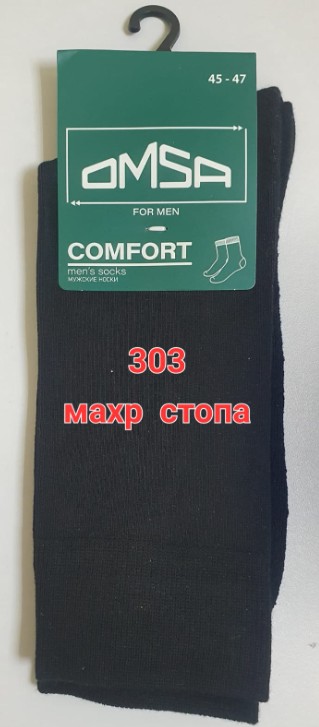 45 - 47
OMSA
FOR MEN
COMFORT
men's socks
МУЖСКИЕ НОСКИ
303
махр стопа